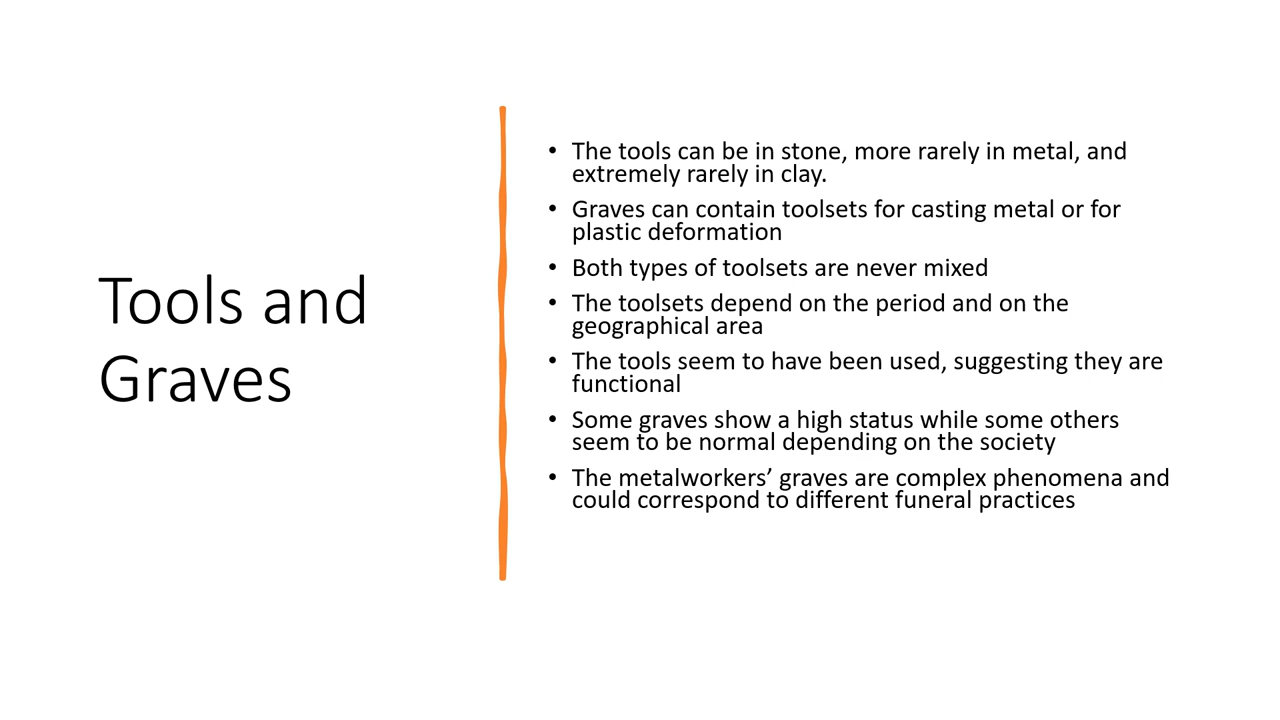 Tools and
Graves
• The tools can be in stone, more rarely in metal, and
extremely rarely in clay.
• Graves can contain toolsets for casting metal or for
plastic deformation
• Both types of toolsets are never mixed
• The toolsets depend on the period and on the
geographical area
• The tools seem to have been used, suggesting they are
functional
• Some graves show a high status while some others
seem to be normal depending on the society
• The metalworkers’ graves are complex phenomena and
could correspond to different funeral practices